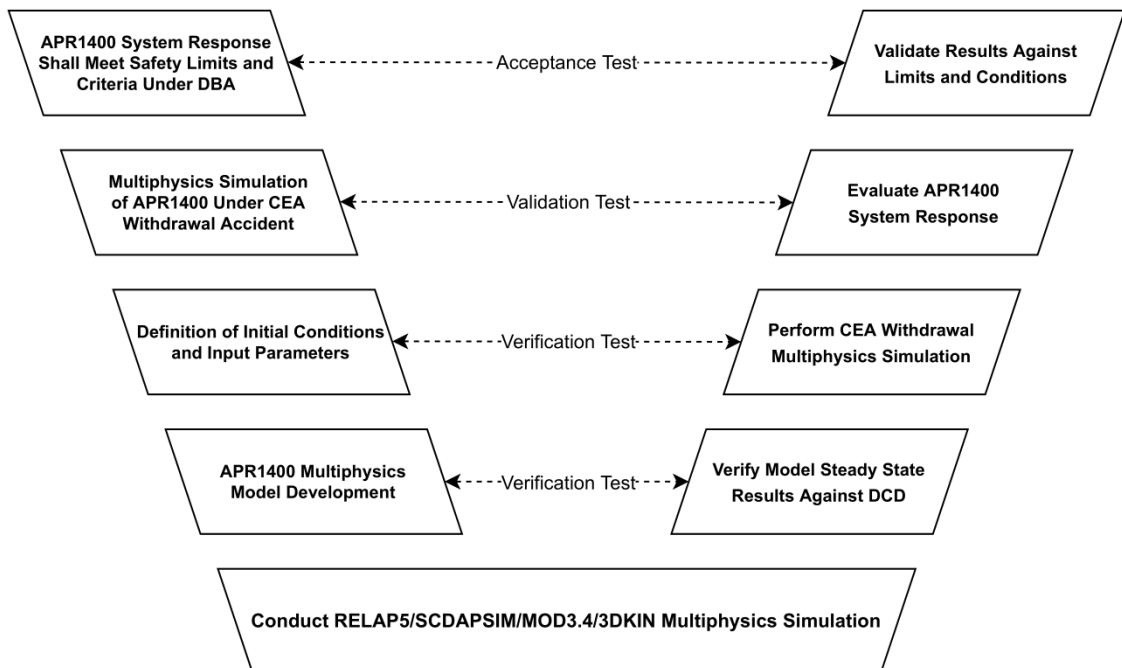 APR1400 System Response
Shall Meet Safety Limits and
Criteria Under DBA
Acceptance Test
Validate Results Against
Limits and Conditions
Multiphysics Simulation
of APR1400 Under CEA
Withdrawal Accident
Validation Test
Evaluate APR1400
System Response
Definition of Initial Conditions
and Input Parameters
Verification Test
Perform CEA Withdrawal
Multiphysics Simulation
APR1400 Multiphysics
Model Development
Verification Test
Verify Model Steady State
Results Against DCD
Conduct RELAP5/SCDAPSIM/MOD3.4/3DKIN Multiphysics Simulation